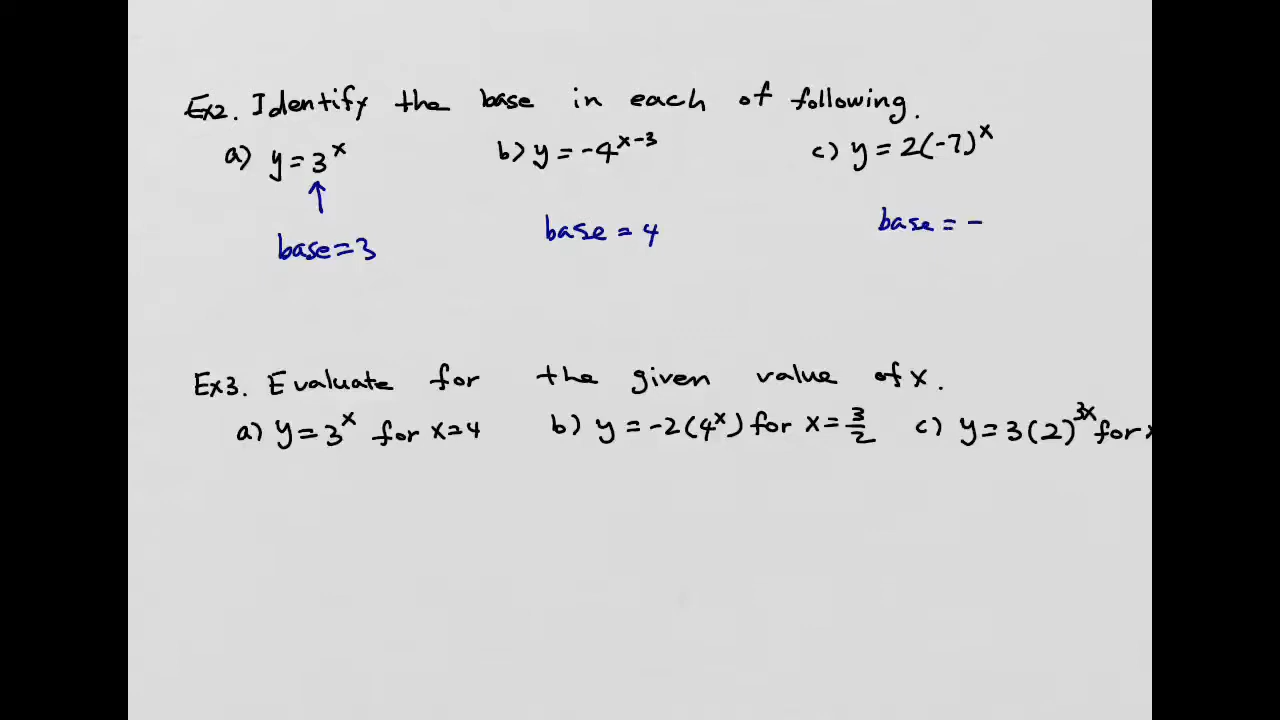 Ex2. Identify the base in each of following.
a) y = 3^x b) y = -4^{x-3} c) y = 2(-7)^x
base = 3 base = 4 base = -
Ex3. Evaluate for the given value of x.
a) y = 3^x for x=4 b) y = -2(4^x) for x = 3/2 c) y = 3(2)^{3x} for